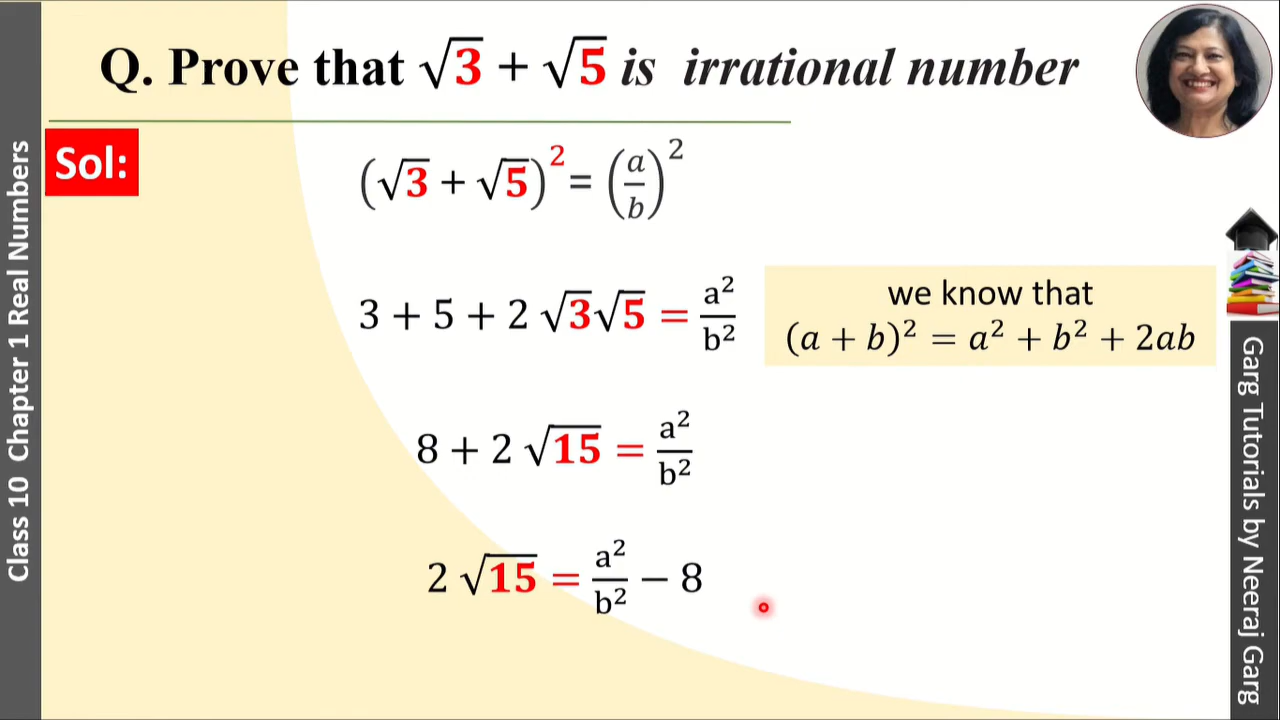 Q. Prove that √3 + √5 is irrational number
Sol:
(√3 + √5)² = (a/b)²
3 + 5 + 2 √3√5 = a²/b²
we know that
(a + b)² = a² + b² + 2ab
8 + 2 √15 = a²/b²
2 √15 = a²/b² − 8
Class 10 Chapter 1 Real Numbers
Garg Tutorials by Neeraj Garg